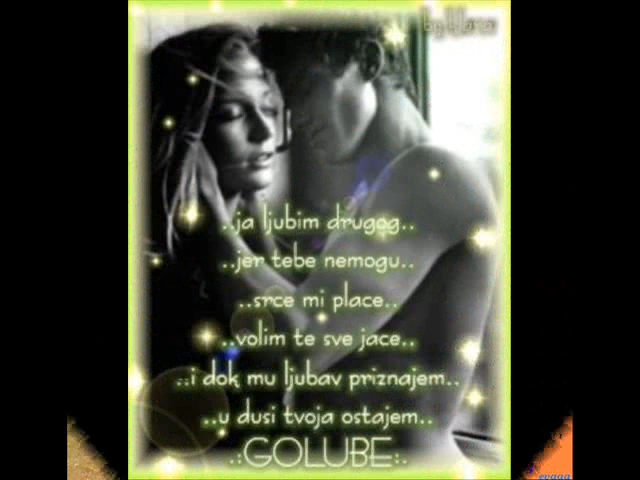 ..ja ljubim drugog..
..jer tebe nemogu..
..srce mi place..
..volim te sve jace..
.:i dok mu ljubav priznajem..
..u dusi tvoja ostajem..
.:GOLUBE:.